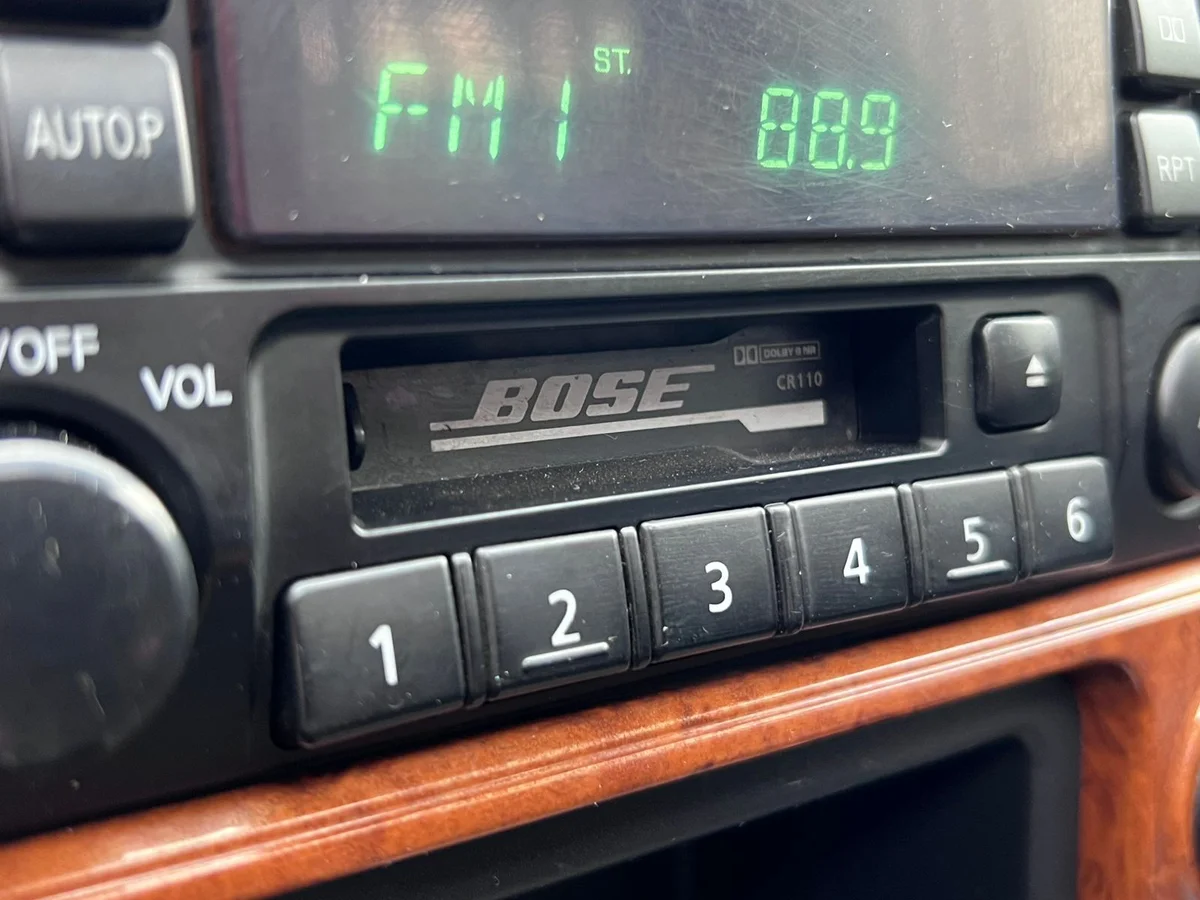 AUTO.P
FM1 ST. 88.9
RPT
/OFF
VOL
BOSE
DOLBY B NR
CR110
1 2 3 4 5 6